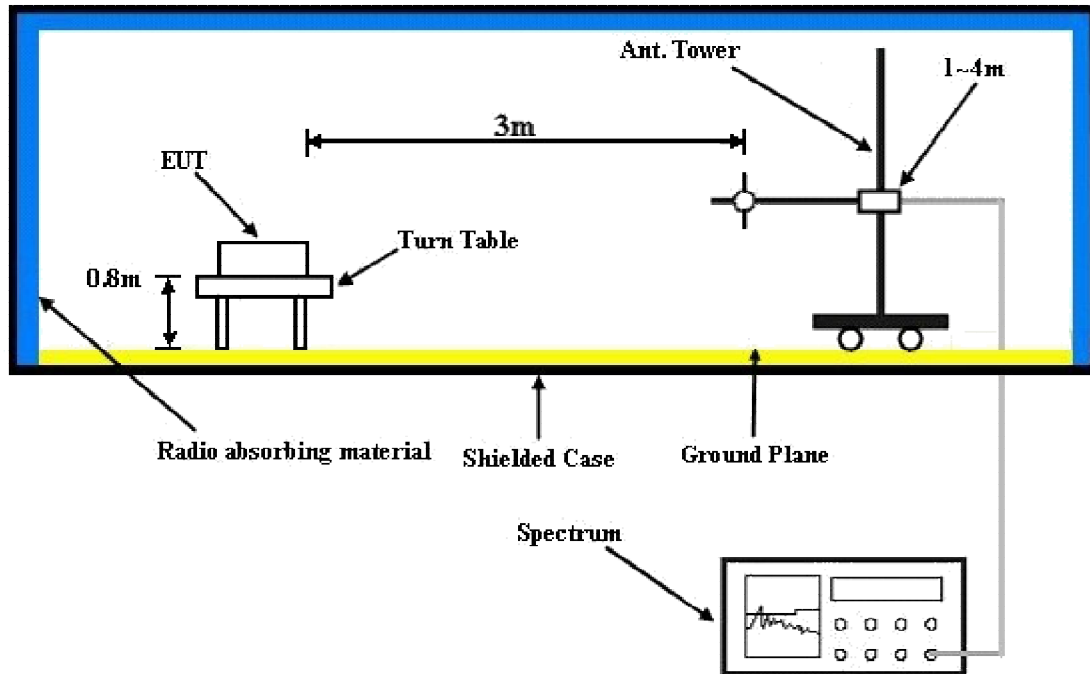 Ant. Tower
1~4m
3m
EUT
Turn Table
0.8m
Radio absorbing material
Shielded Case
Ground Plane
Spectrum